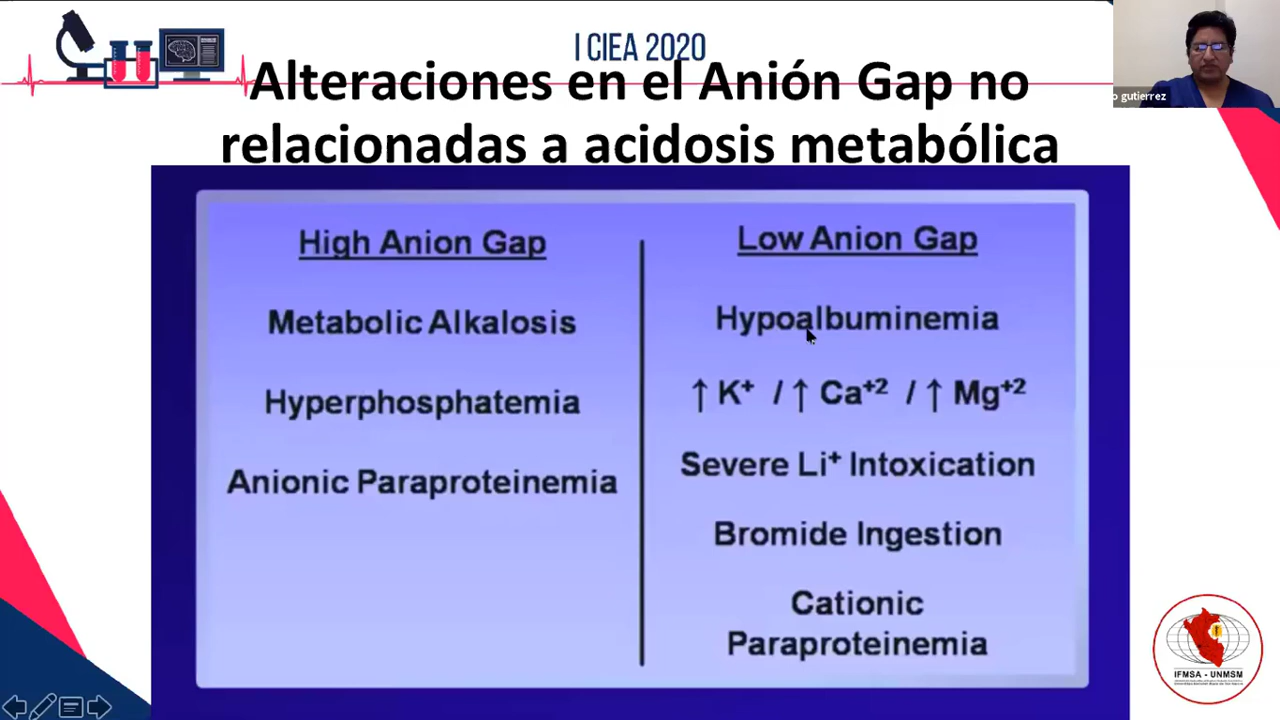 I CIEA 2020
Alteraciones en el Anión Gap no
relacionadas a acidosis metabólica
gutierrez
High Anion Gap
Metabolic Alkalosis
Hyperphosphatemia
Anionic Paraproteinemia
Low Anion Gap
Hypoalbuminemia
↑ K⁺ / ↑ Ca⁺² / ↑ Mg⁺²
Severe Li⁺ Intoxication
Bromide Ingestion
Cationic
Paraproteinemia
IFMSA - UNMSM